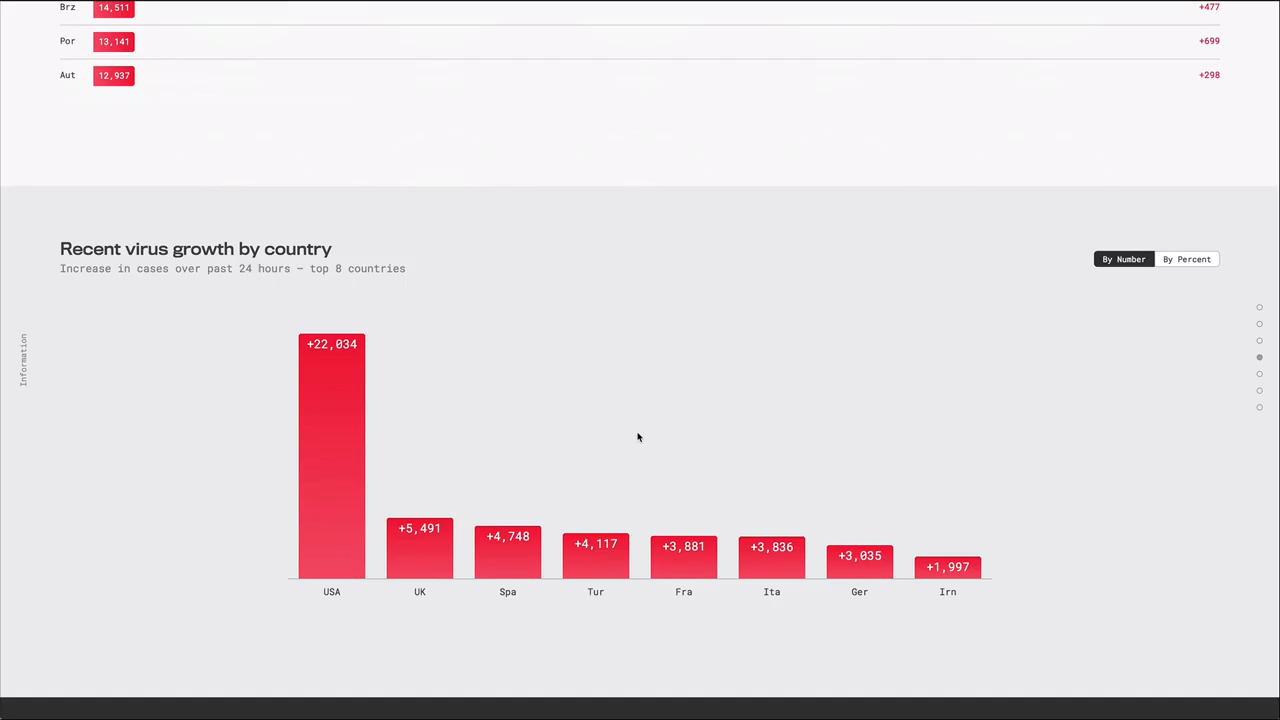 Brz 14,511 +477
Por 13,141 +699
Aut 12,937 +298
Recent virus growth by country
Increase in cases over past 24 hours – top 8 countries
By Number By Percent
Information
+22,034
+5,491
+4,748
+4,117
+3,881
+3,836
+3,035
+1,997
USA UK Spa Tur Fra Ita Ger Irn